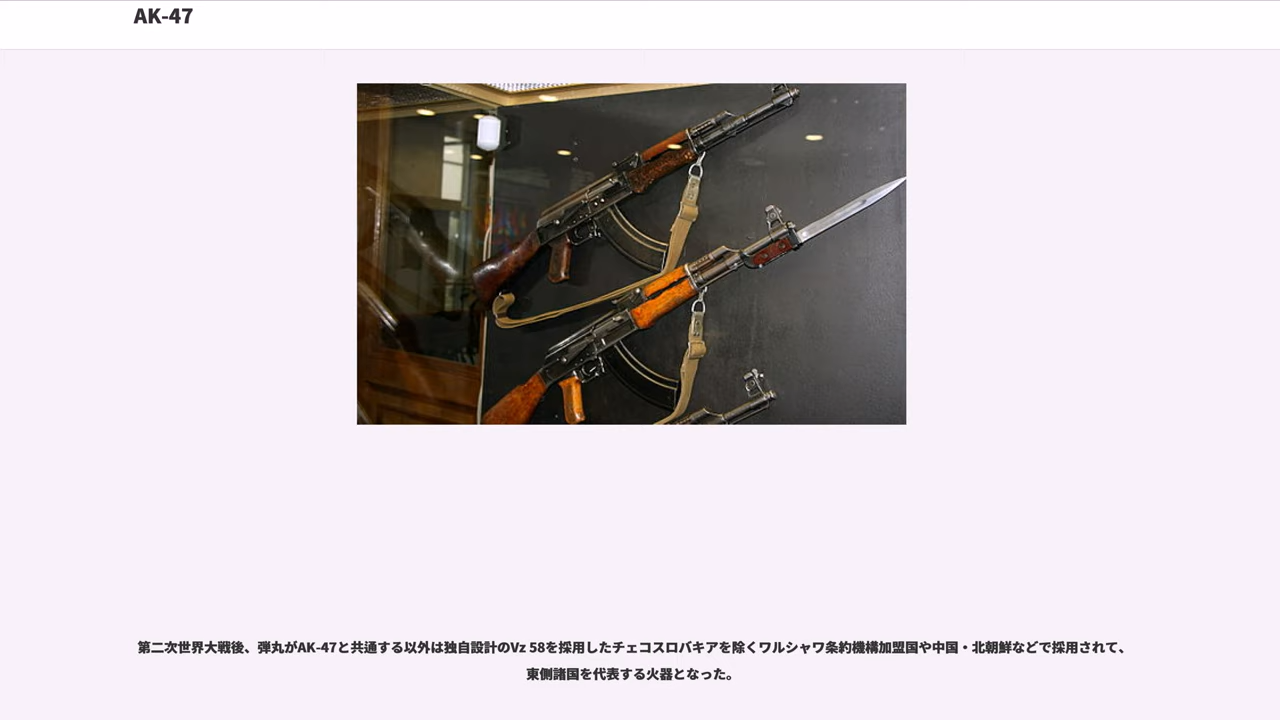 AK-47
第二次世界大戦後、弾丸がAK-47と共通する以外は独自設計のVz 58を採用したチェコスロバキアを除くワルシャワ条約機構加盟国や中国・北朝鮮などで採用されて、
東側諸国を代表する火器となった。